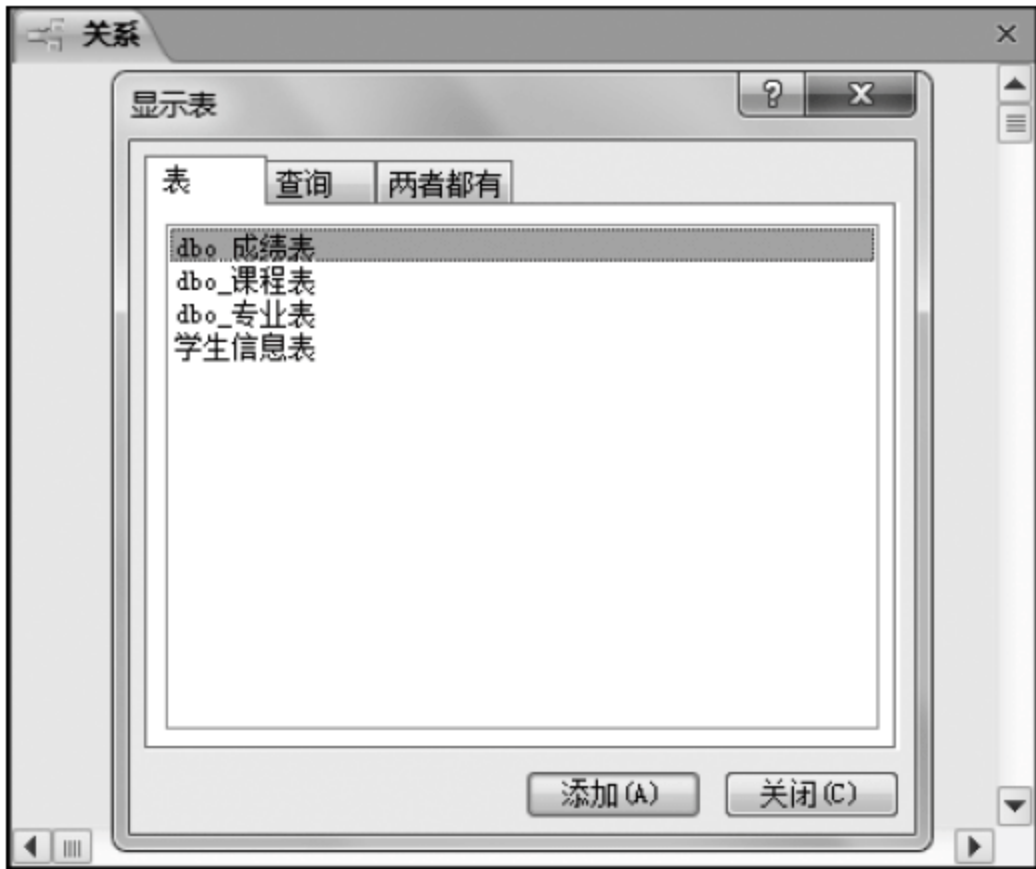 关系
显示表
表 查询 两者都有
dbo_成绩表
dbo_课程表
dbo_专业表
学生信息表
添加(A) 关闭(C)